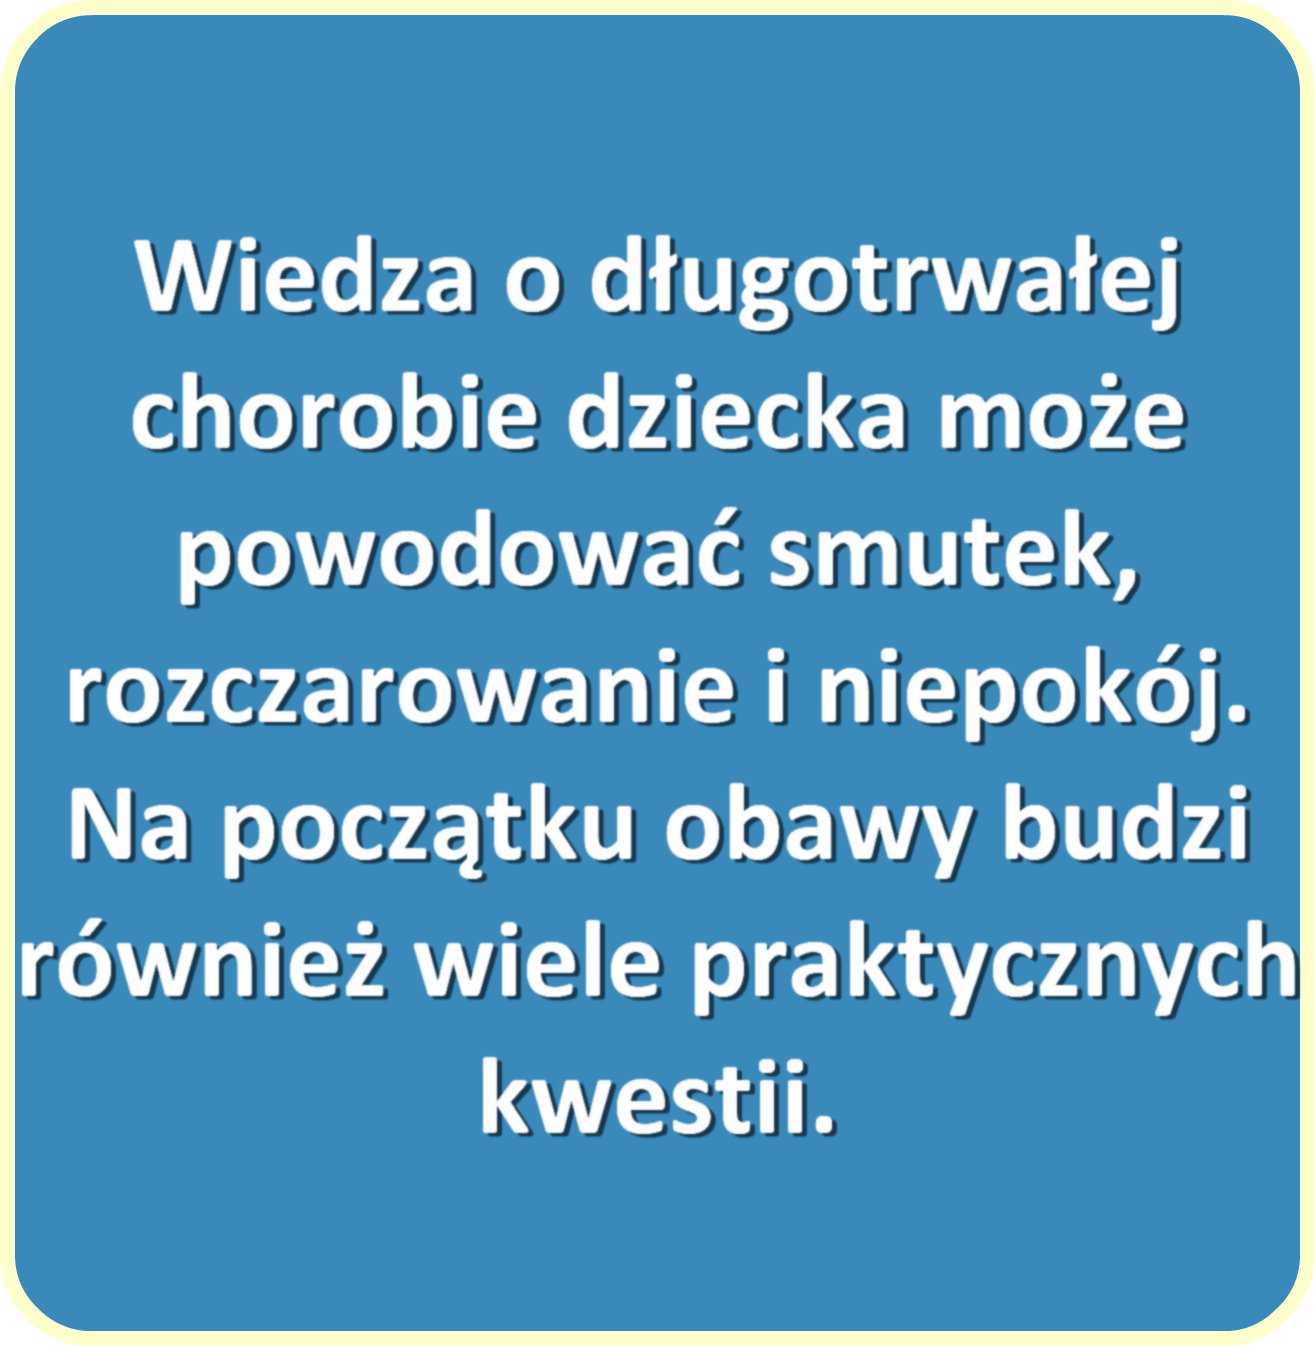 Wiedza o długotrwałej
chorobie dziecka może
powodować smutek,
rozczarowanie i niepokój.
Na początku obawy budzi
również wiele praktycznych
kwestii.